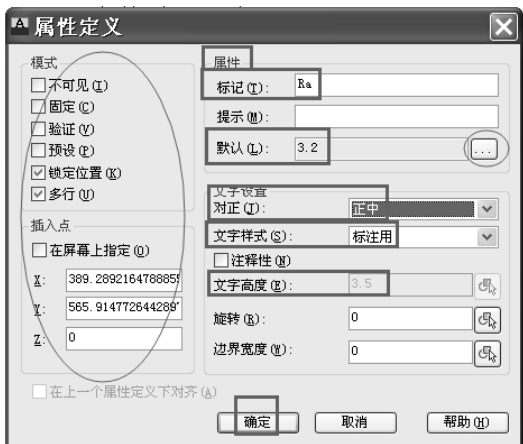 属性定义
模式
不可见(I)
固定(C)
验证(V)
预设(P)
锁定位置(K)
多行(U)
插入点
在屏幕上指定(O)
X: 389.2892164788855
Y: 565.914772644289
Z: 0
在上一个属性定义下对齐(A)
属性
标记(T): Ra
提示(M):
默认(L): 3.2 ...
文字设置
对正(J): 正中
文字样式(S): 标注用
注释性(N)
文字高度(E): 3.5
旋转(R): 0
边界宽度(W): 0
确定 取消 帮助(H)